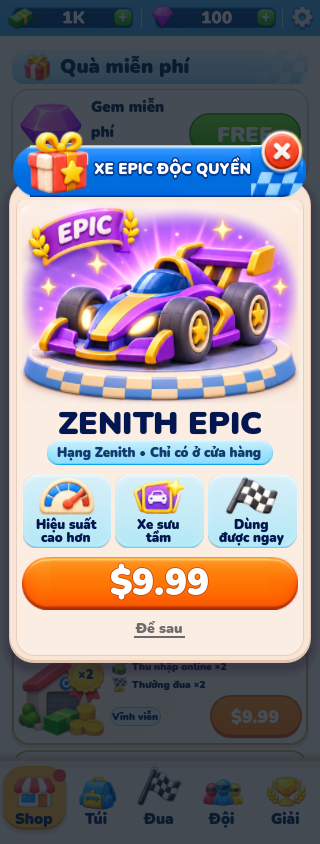 1K
100
Quà miễn phí
Gem miễn
phí
FREE
XE EPIC ĐỘC QUYỀN
EPIC
ZENITH EPIC
Hạng Zenith • Chỉ có ở cửa hàng
Hiệu suất
cao hơn
Xe sưu
tầm
Dùng
được ngay
$9.99
Để sau
×2
Thu nhập online ×2
Thưởng đua ×2
Vĩnh viễn
$9.99
Shop
Túi
Đua
Đội
Giải